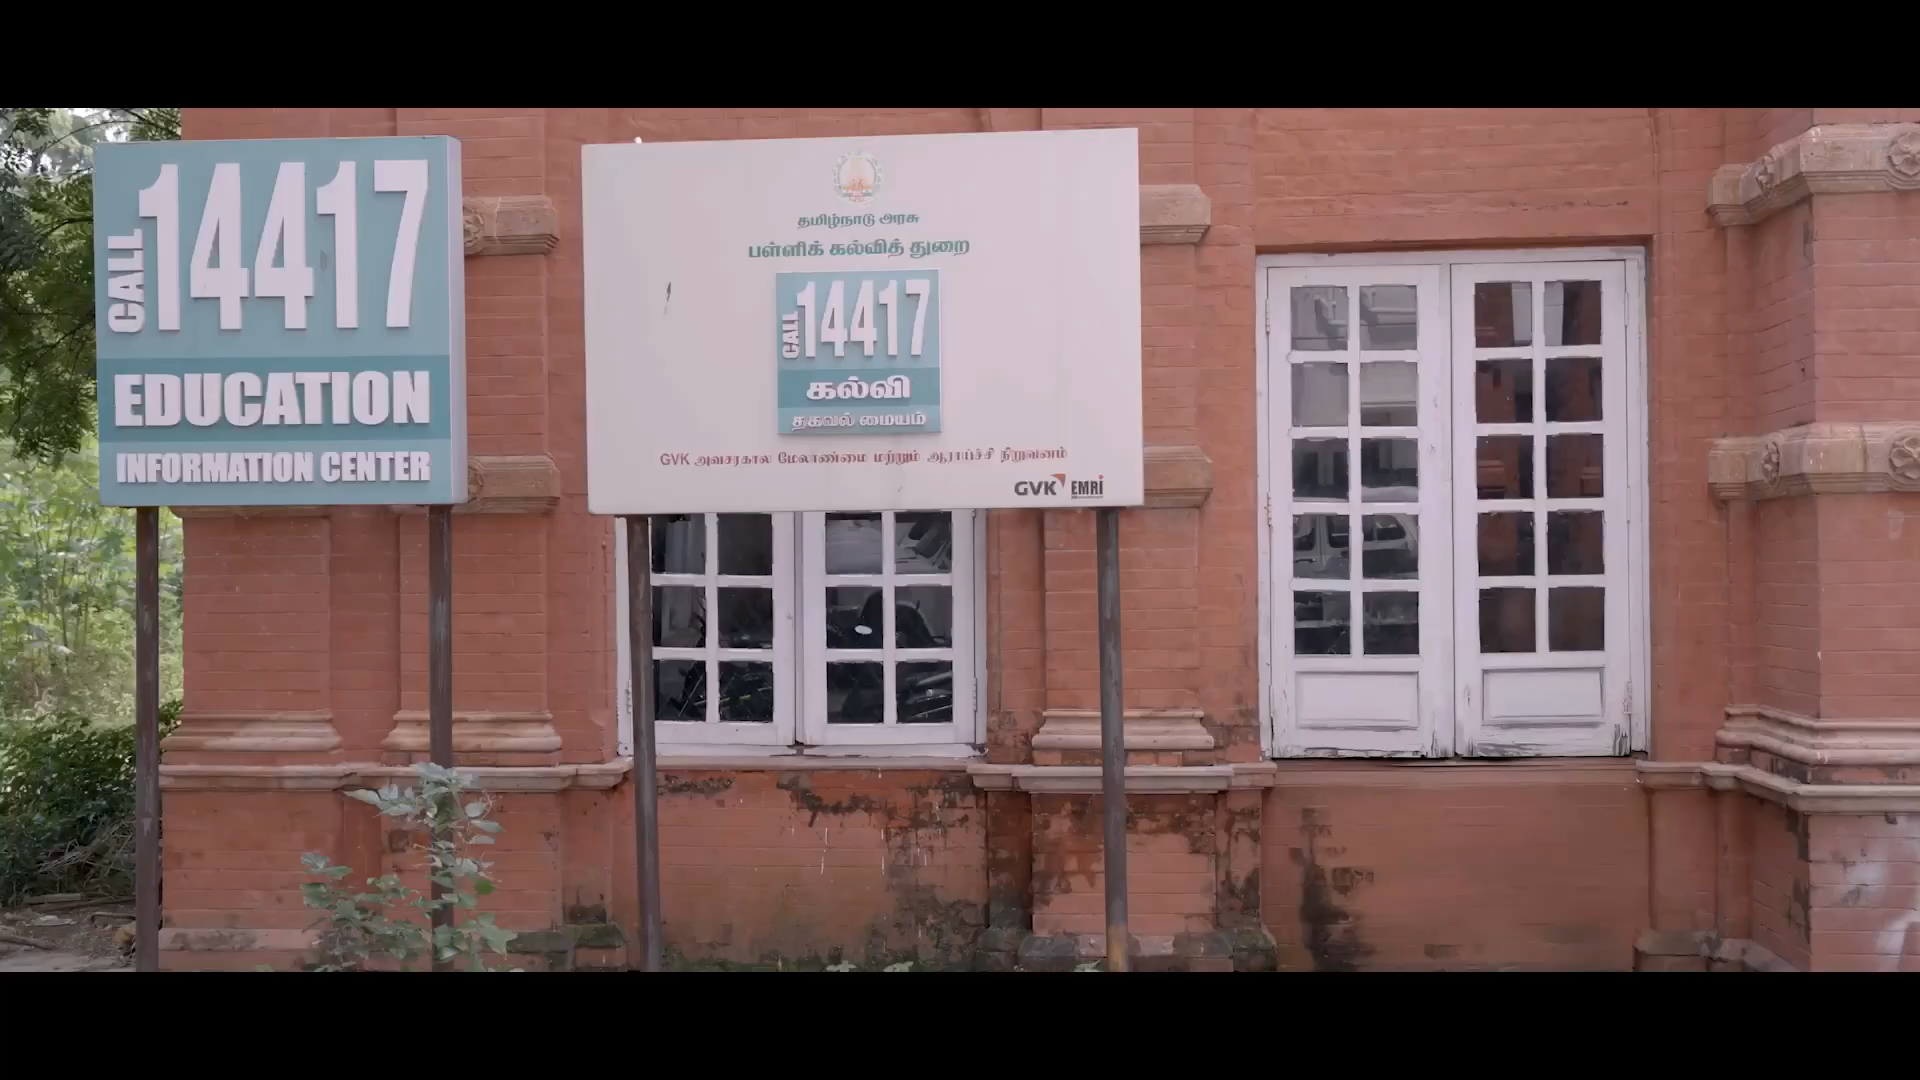 CALL 14417
EDUCATION
INFORMATION CENTER
தமிழ்நாடு அரசு
பள்ளிக் கல்வித் துறை
CALL 14417
கல்வி
தகவல் மையம்
GVK அவசரகால மேலாண்மை மற்றும் ஆராய்ச்சி நிறுவனம்
GVK EMRI